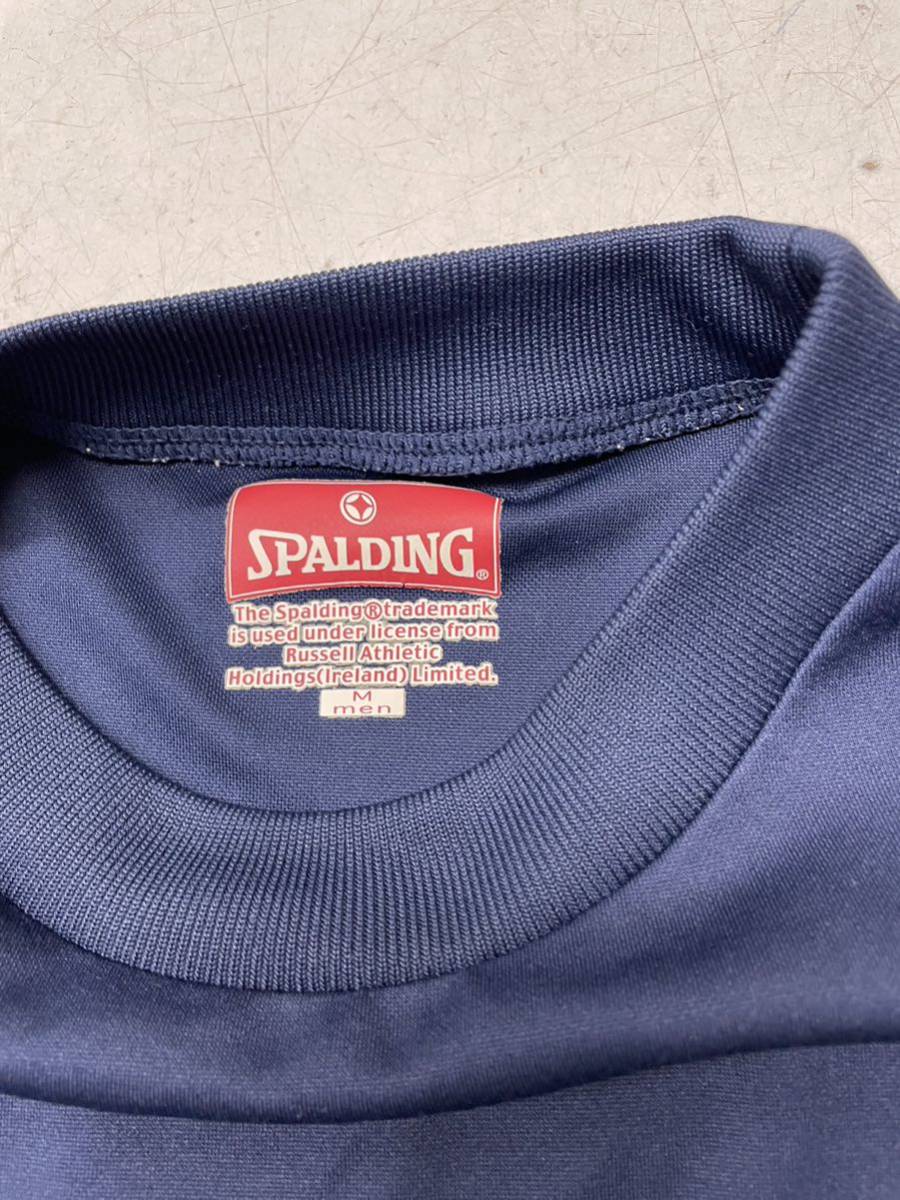 SPALDING®
The Spalding®trademark
is used under license from
Russell Athletic
Holdings(Ireland) Limited.
M
men